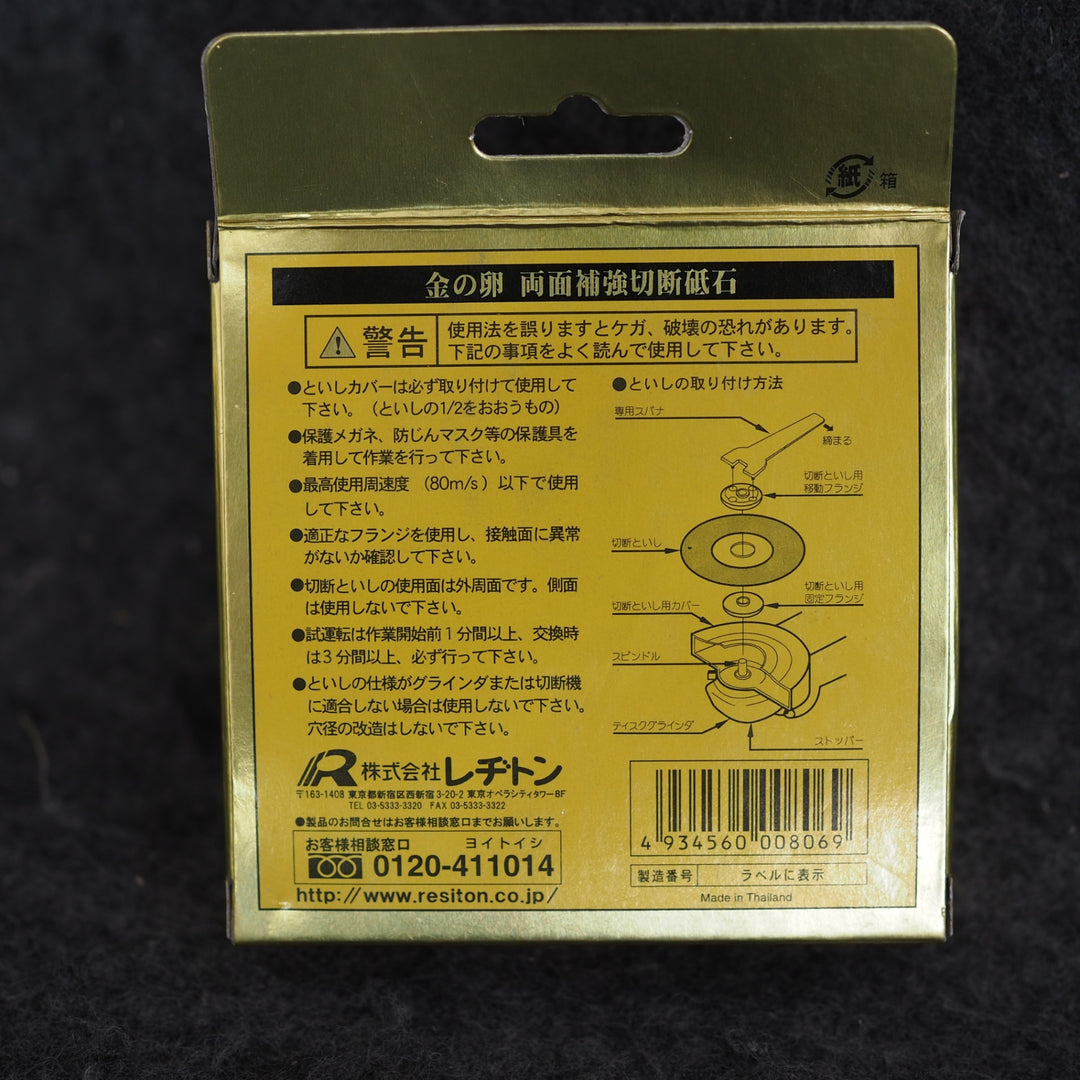 紙 箱
金の卵 両面補強切断砥石
警告
使用法を誤りますとケガ、破壊の恐れがあります。
下記の事項をよく読んで使用して下さい。
●といしカバーは必ず取り付けて使用して
下さい。（といしの1/2をおおうもの）
●保護メガネ、防じんマスク等の保護具を
着用して作業を行って下さい。
●最高使用周速度（80m/s）以下で使用
して下さい。
●適正なフランジを使用し、接触面に異常
がないか確認して下さい。
●切断といしの使用面は外周面です。側面
は使用しないで下さい。
●試運転は作業開始前1分間以上、交換時
は3分間以上、必ず行って下さい。
●といしの仕様がグラインダまたは切断機
に適合しない場合は使用しないで下さい。
穴径の改造はしないで下さい。
●といしの取り付け方法
専用スパナ
締まる
切断といし用
移動フランジ
切断といし
切断といし用
固定フランジ
切断といし用カバー
スピンドル
ディスクグラインダ
ストッパー
R 株式会社レヂトン
〒163-1408 東京都新宿区西新宿3-20-2 東京オペラシティタワー8F
TEL 03-5333-3320 FAX 03-5333-3322
●製品のお問合せはお客様相談窓口までお願いします。
お客様相談窓口 ヨイトイシ
0120-411014
http://www.resiton.co.jp/
4 934560 008069
製造番号 ラベルに表示
Made in Thailand